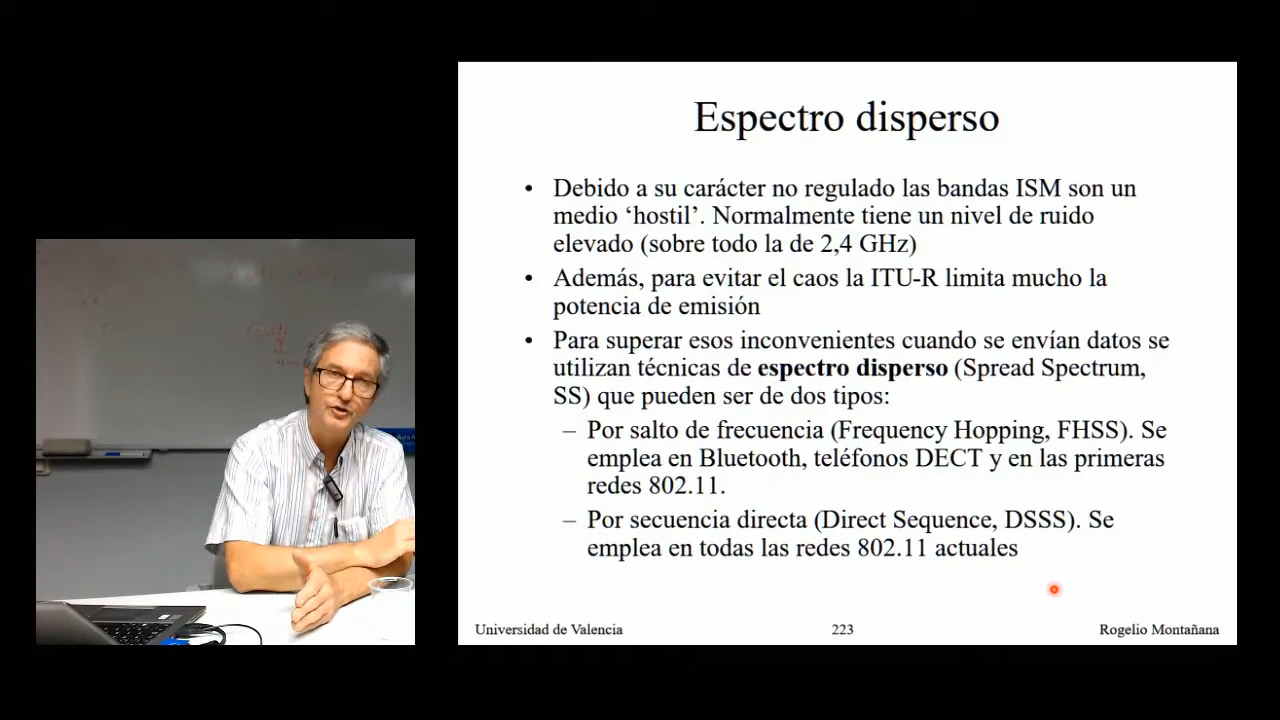 Espectro disperso
• Debido a su carácter no regulado las bandas ISM son un
medio ‘hostil’. Normalmente tiene un nivel de ruido
elevado (sobre todo la de 2,4 GHz)
• Además, para evitar el caos la ITU-R limita mucho la
potencia de emisión
• Para superar esos inconvenientes cuando se envían datos se
utilizan técnicas de espectro disperso (Spread Spectrum,
SS) que pueden ser de dos tipos:
– Por salto de frecuencia (Frequency Hopping, FHSS). Se
emplea en Bluetooth, teléfonos DECT y en las primeras
redes 802.11.
– Por secuencia directa (Direct Sequence, DSSS). Se
emplea en todas las redes 802.11 actuales
Universidad de Valencia
223
Rogelio Montañana